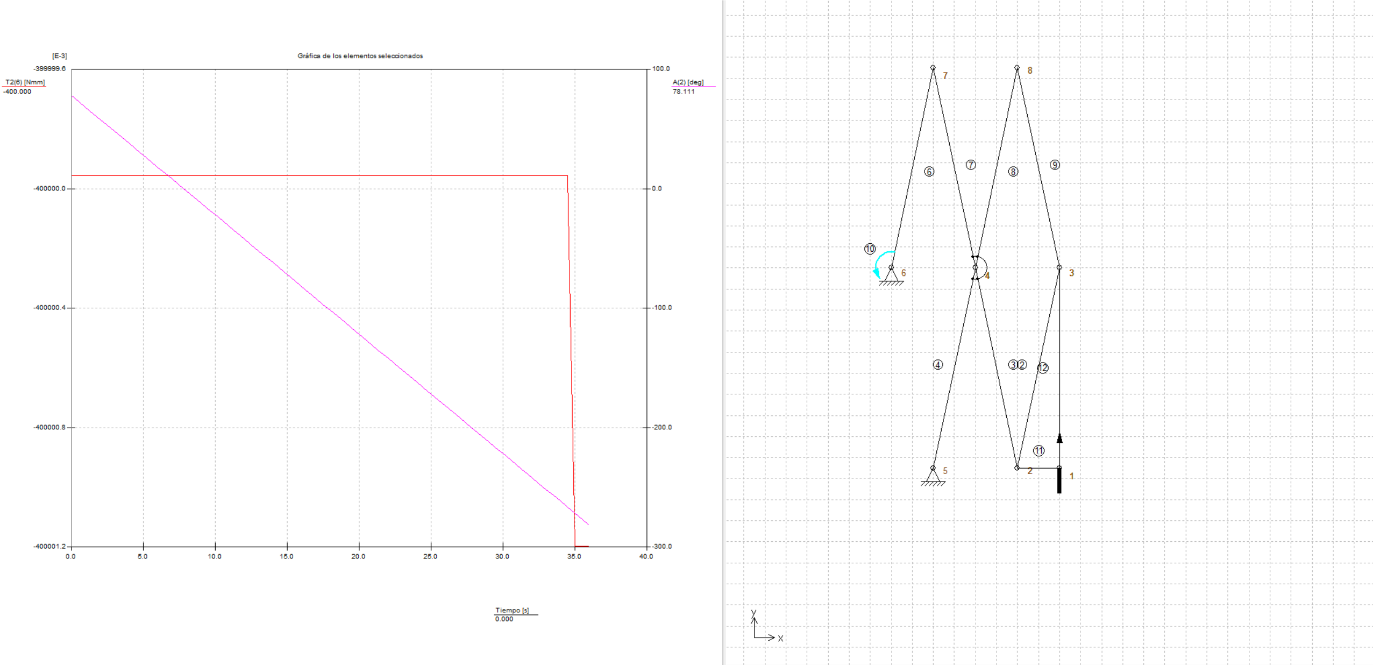 [E-3]
Gráfica de los elementos seleccionados
-399999.6
100.0
T2(6) [Nmm]
-400.000
A(2) [deg]
78.111
-400000.0
0.0
-400000.4
-100.0
-400000.8
-200.0
-400001.2
-300.0
0.0 5.0 10.0 15.0 20.0 25.0 30.0 35.0 40.0
Tiempo [s]
0.000
7 8
6 7 8 9
10
6 4 3
4 3 2 12
11
5 2 1
Y
X